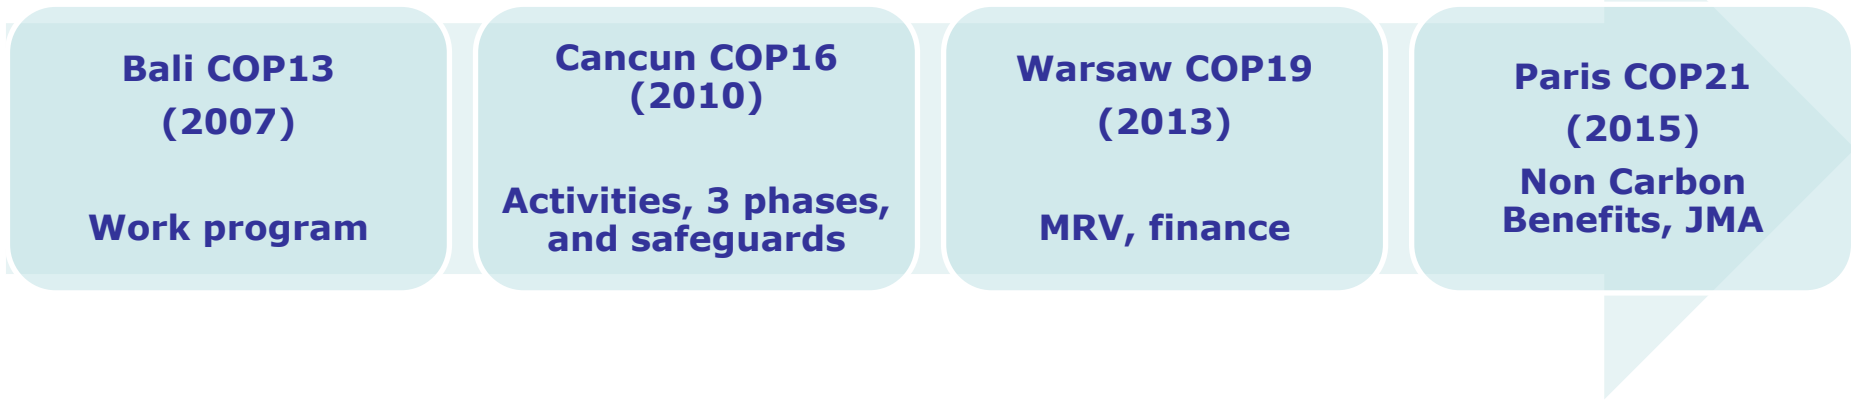 Bali COP13
(2007)
Work program
Cancun COP16
(2010)
Activities, 3 phases,
and safeguards
Warsaw COP19
(2013)
MRV, finance
Paris COP21
(2015)
Non Carbon
Benefits, JMA